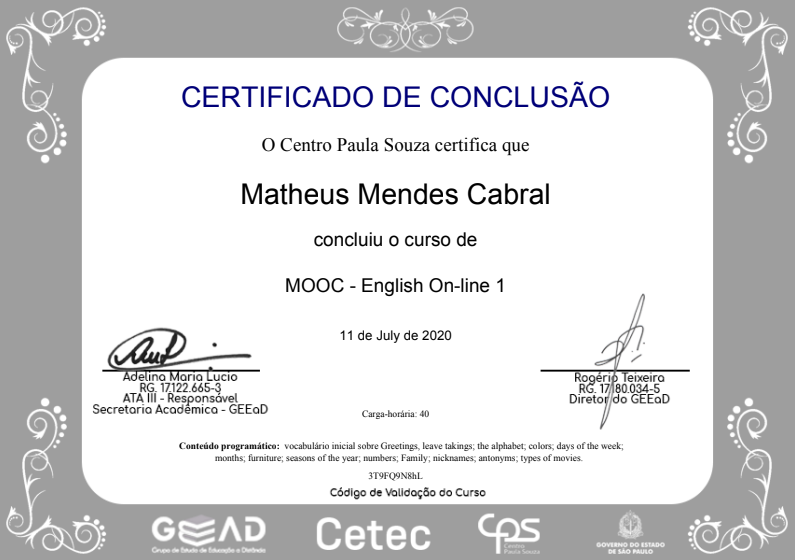 CERTIFICADO DE CONCLUSÃO
O Centro Paula Souza certifica que
Matheus Mendes Cabral
concluiu o curso de
MOOC - English On-line 1
11 de July de 2020
Adelina Maria Lucio
RG. 17.122.665-3
ATA III - Responsável
Secretaria Acadêmica - GEEaD
Rogério Teixeira
RG. 17.180.034-5
Diretor do GEEaD
Carga-horária: 40
Conteúdo programático: vocabulário inicial sobre Greetings, leave takings; the alphabet; colors; days of the week;
months; furniture; seasons of the year; numbers; Family; nicknames; antonyms; types of movies.
3T9FQ9N8hL
Código de Validação do Curso
GEEAD
Grupo de Estudo de Educação a Distância
Cetec
CPS
Centro
Paula Souza
GOVERNO DO ESTADO
DE SÃO PAULO